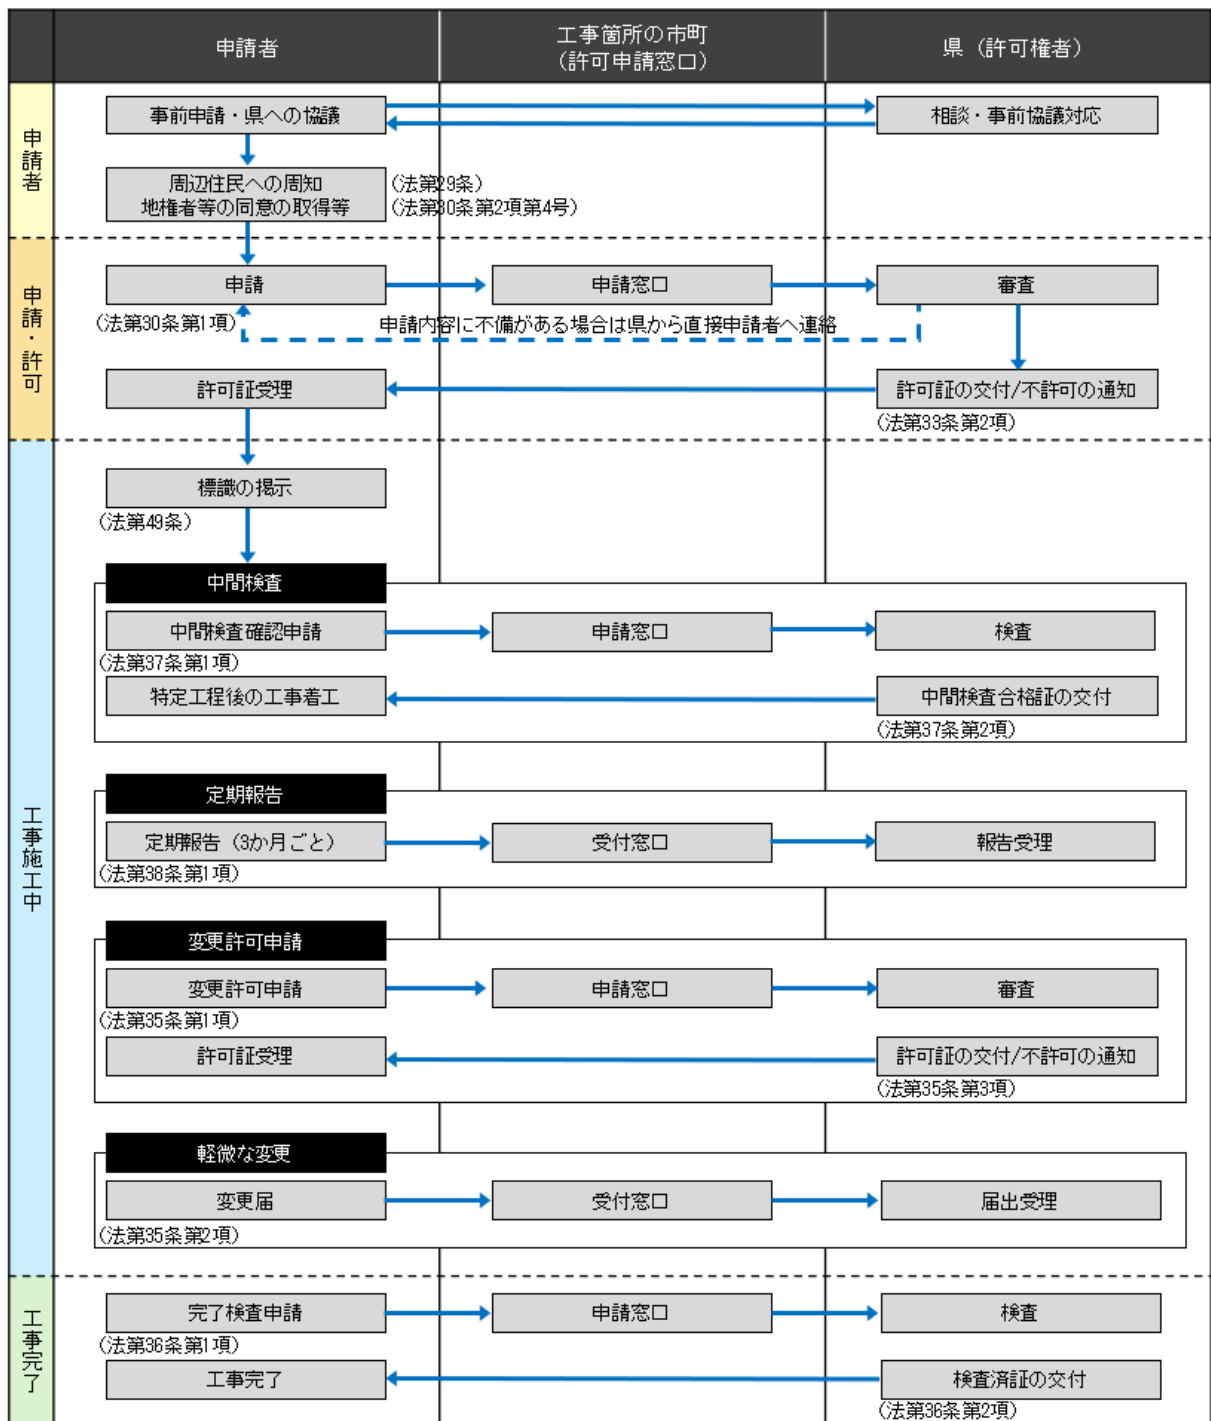 申請者
工事箇所の市町
（許可申請窓口）
県（許可権者）
申請者
事前申請・県への協議
相談・事前協議対応
周辺住民への周知
地権者等の同意の取得等
（法第29条）
（法第30条第2項第4号）
申請・許可
申請
申請窓口
審査
（法第30条第1項）
申請内容に不備がある場合は県から直接申請者へ連絡
許可証受理
許可証の交付/不許可の通知
（法第33条第2項）
工事施工中
標識の掲示
（法第49条）
中間検査
中間検査確認申請
申請窓口
検査
（法第37条第1項）
特定工程後の工事着工
中間検査合格証の交付
（法第37条第2項）
定期報告
定期報告（3か月ごと）
受付窓口
報告受理
（法第38条第1項）
変更許可申請
変更許可申請
申請窓口
審査
（法第35条第1項）
許可証受理
許可証の交付/不許可の通知
（法第35条第3項）
軽微な変更
変更届
受付窓口
届出受理
（法第35条第2項）
工事完了
完了検査申請
申請窓口
検査
（法第36条第1項）
工事完了
検査済証の交付
（法第36条第2項）